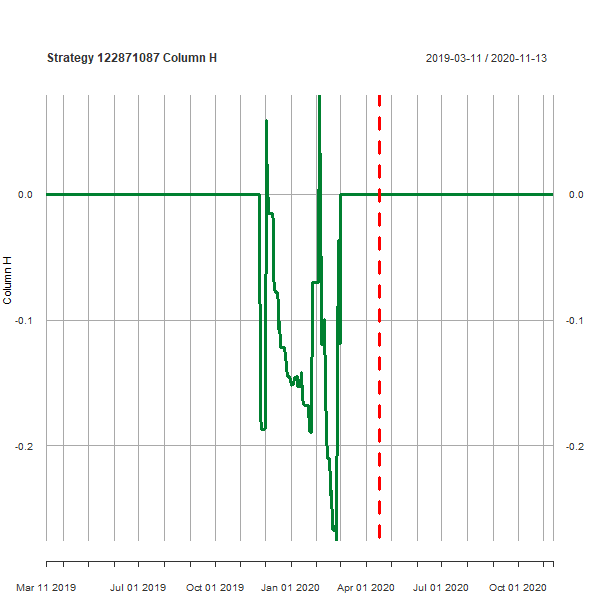 Strategy 122871087 Column H
2019-03-11 / 2020-11-13
0.0
0.0
-0.1
-0.1
-0.2
-0.2
Column H
Mar 11 2019
Jul 01 2019
Oct 01 2019
Jan 01 2020
Apr 01 2020
Jul 01 2020
Oct 01 2020